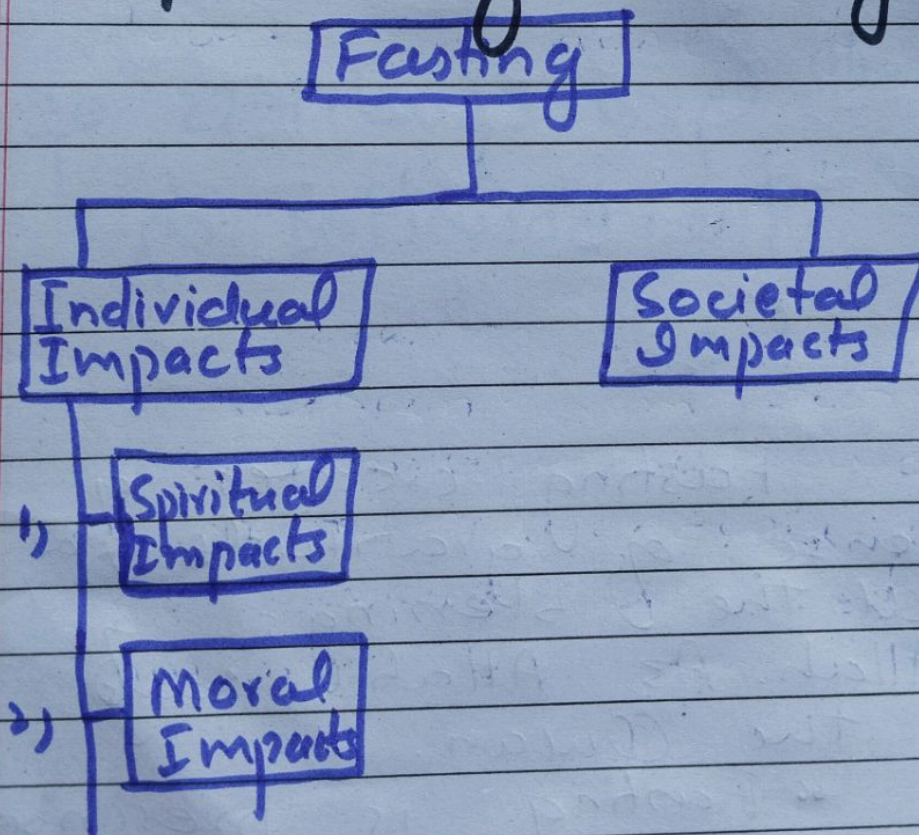 Fasting
Individual
Impacts
Societal
Impacts
1)
Spiritual
Impacts
2)
Moral
Impacts